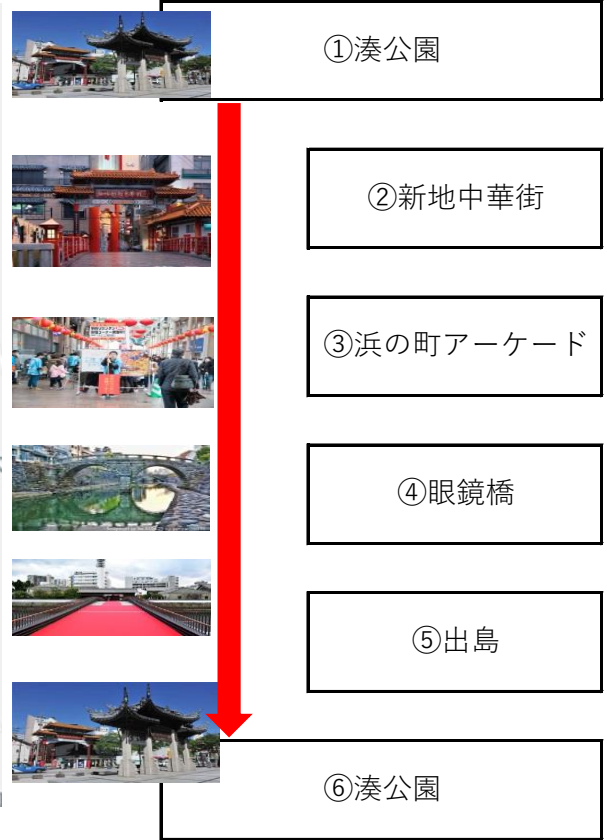 ①湊公園
②新地中華街
③浜の町アーケード
④眼鏡橋
⑤出島
⑥湊公園